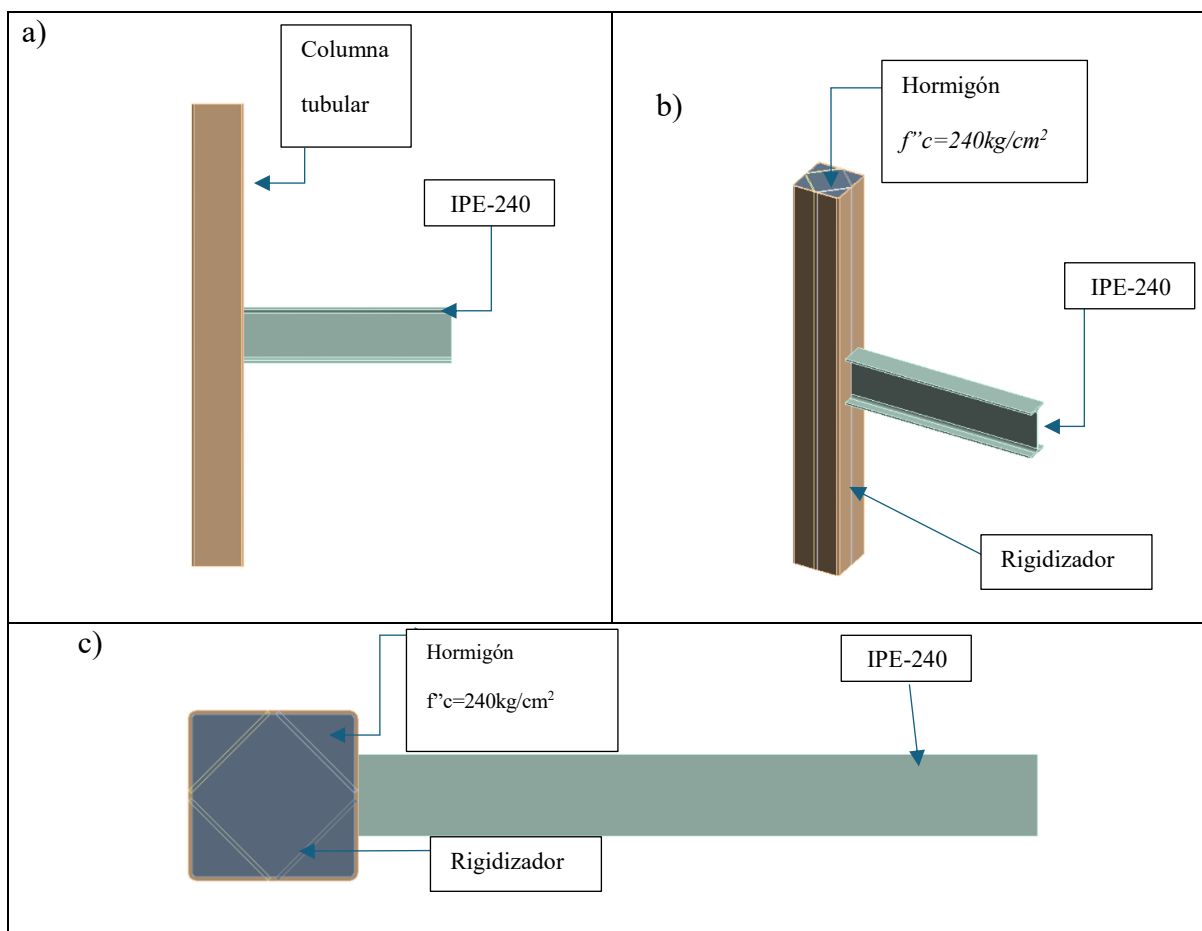 a)
Columna
tubular
IPE-240
b)
Hormigón
f”c=240kg/cm²
IPE-240
Rigidizador
c)
Hormigón
f”c=240kg/cm²
IPE-240
Rigidizador